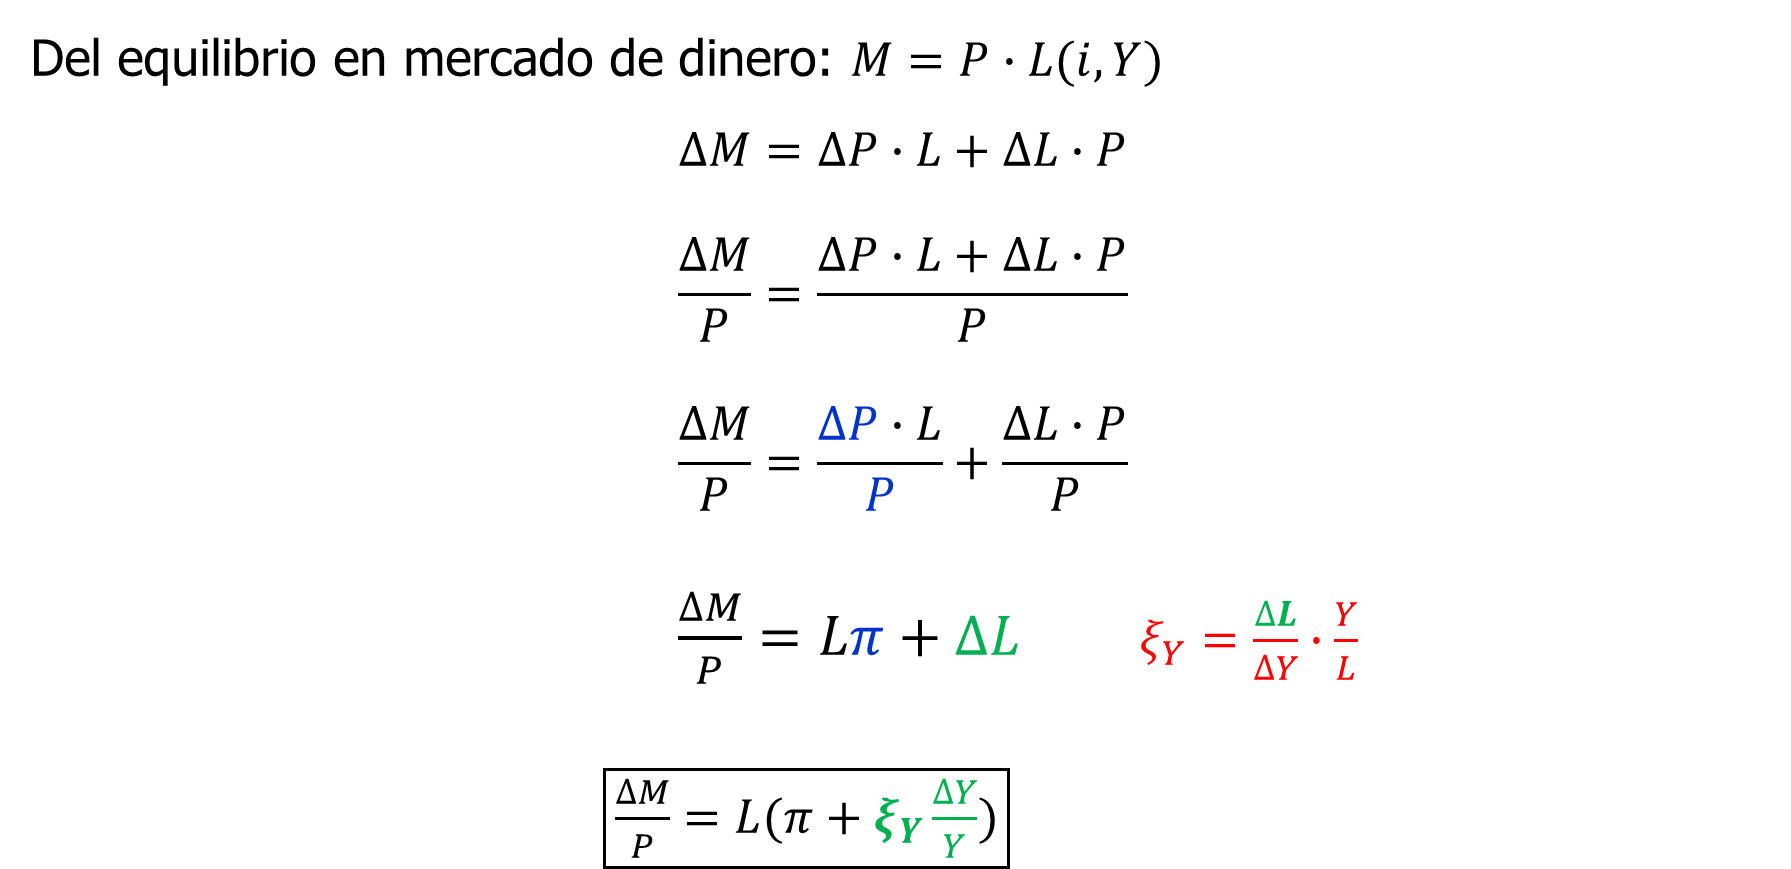 Del equilibrio en mercado de dinero: M = P · L(i, Y)
ΔM = ΔP · L + ΔL · P
ΔM/P = (ΔP · L + ΔL · P)/P
ΔM/P = (ΔP · L)/P + (ΔL · P)/P
ΔM/P = Lπ + ΔL    ξ_Y = ΔL/ΔY · Y/L
ΔM/P = L(π + ξ_Y ΔY/Y)